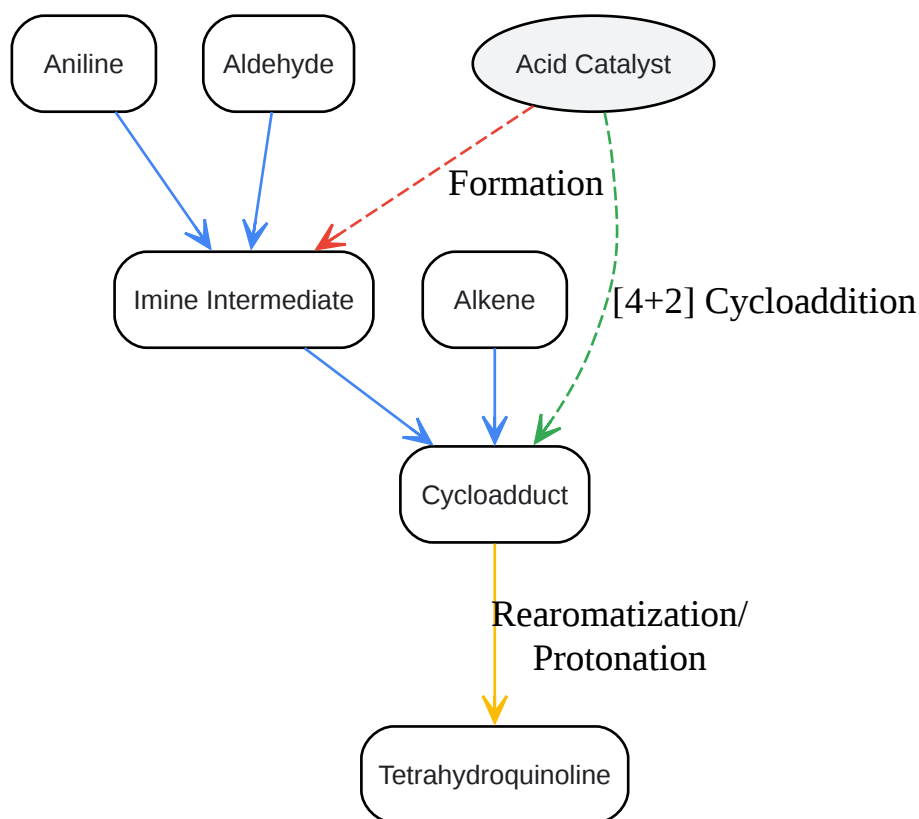 Aniline
Aldehyde
Acid Catalyst
Formation
Imine Intermediate
Alkene
[4+2] Cycloaddition
Cycloadduct
Rearomatization/
Protonation
Tetrahydroquinoline